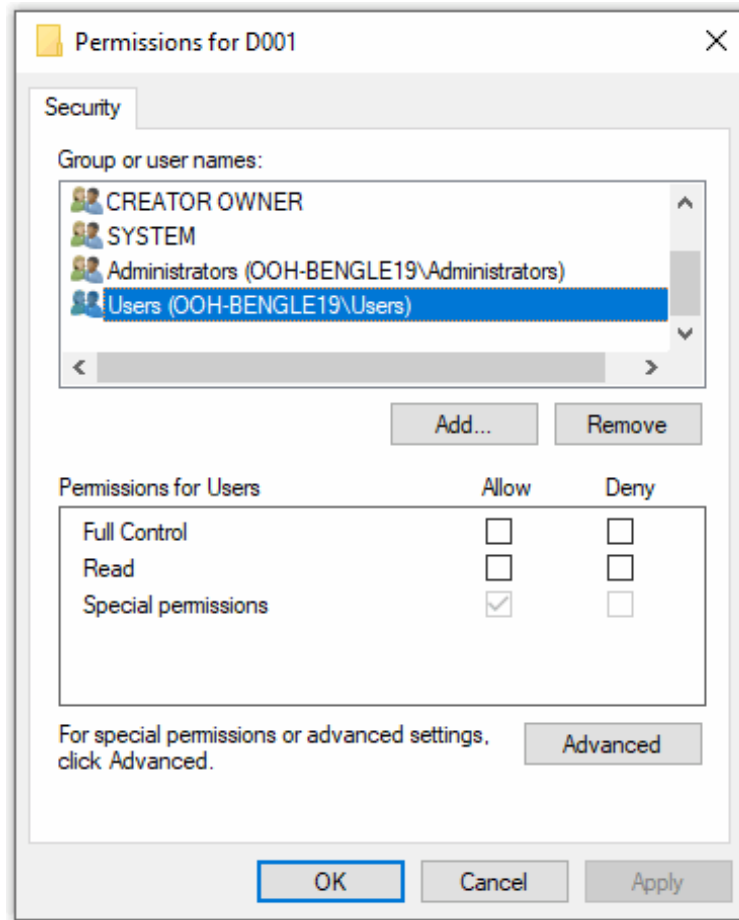 Permissions for D001
Security
Group or user names:
CREATOR OWNER
SYSTEM
Administrators (OOH-BENGLE19\Administrators)
Users (OOH-BENGLE19\Users)
Add...
Remove
Permissions for Users
Allow
Deny
Full Control
Read
Special permissions
For special permissions or advanced settings,
click Advanced.
Advanced
OK
Cancel
Apply